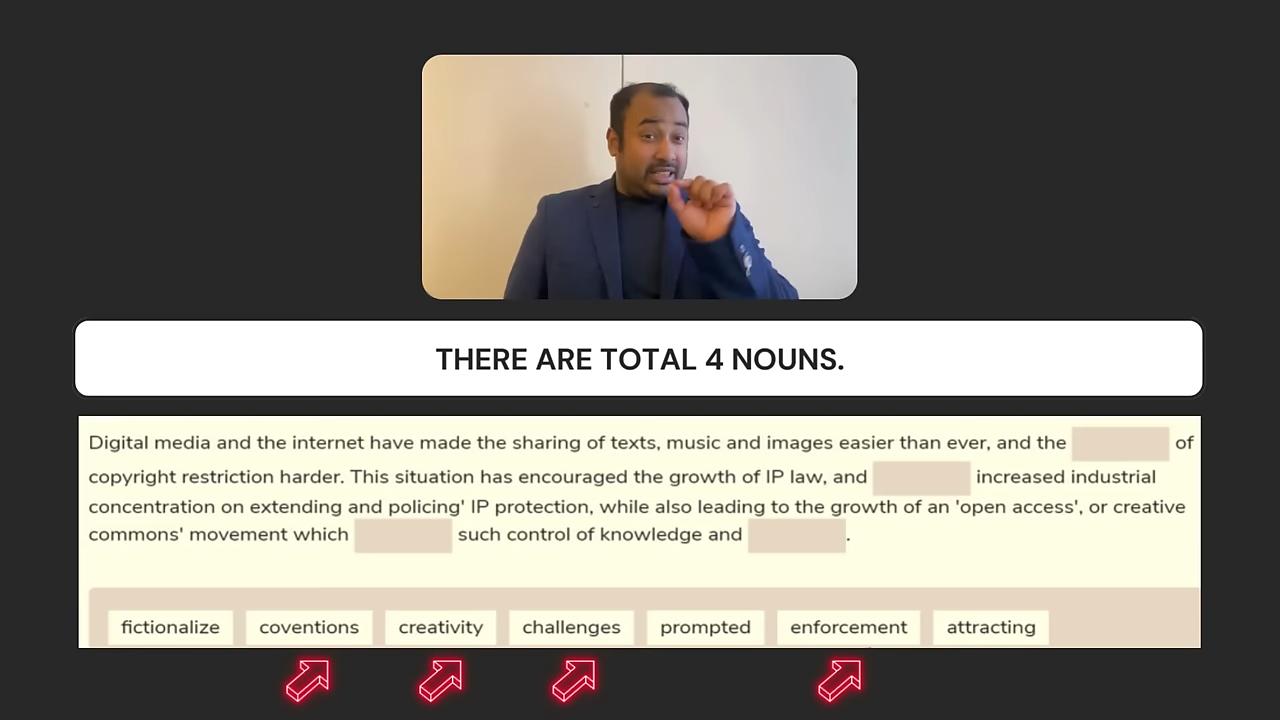 THERE ARE TOTAL 4 NOUNS.
Digital media and the internet have made the sharing of texts, music and images easier than ever, and the of
copyright restriction harder. This situation has encouraged the growth of IP law, and increased industrial
concentration on extending and policing' IP protection, while also leading to the growth of an 'open access', or creative
commons' movement which such control of knowledge and .
fictionalize coventions creativity challenges prompted enforcement attracting